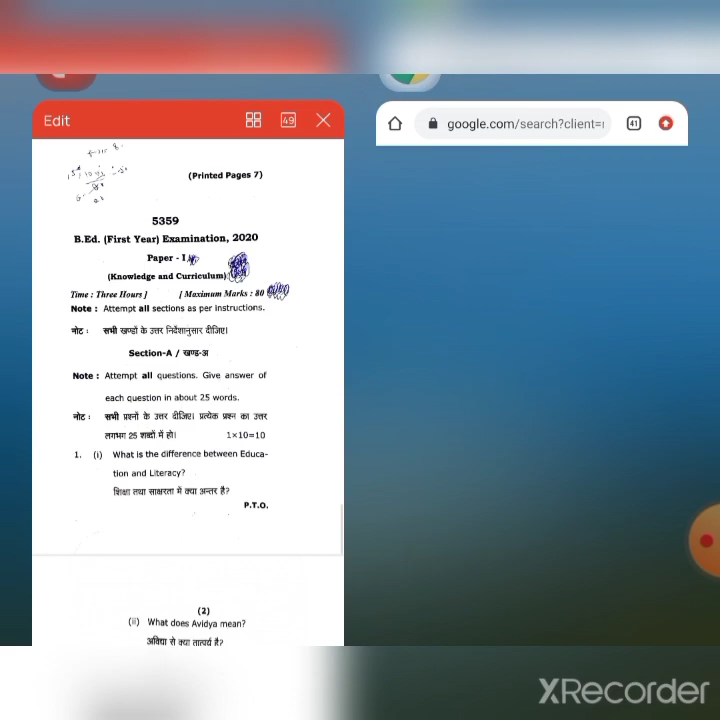 Edit
49
google.com/search?client=
41
(Printed Pages 7)
5359
B.Ed. (First Year) Examination, 2020
Paper - I
(Knowledge and Curriculum)
Time : Three Hours ]
[ Maximum Marks : 80
Note : Attempt all sections as per instructions.
नोट : सभी खण्डों के उत्तर निर्देशानुसार दीजिए।
Section-A / खण्ड-अ
Note : Attempt all questions. Give answer of
each question in about 25 words.
नोट : सभी प्रश्नों के उत्तर दीजिए। प्रत्येक प्रश्न का उत्तर
लगभग 25 शब्दों में हो। 1×10=10
1. (i) What is the difference between Educa-
tion and Literacy?
शिक्षा तथा साक्षरता में क्या अन्तर है?
P.T.O.
(2)
(ii) What does Avidya mean?
अविद्या से क्या तात्पर्य है?
XRecorder